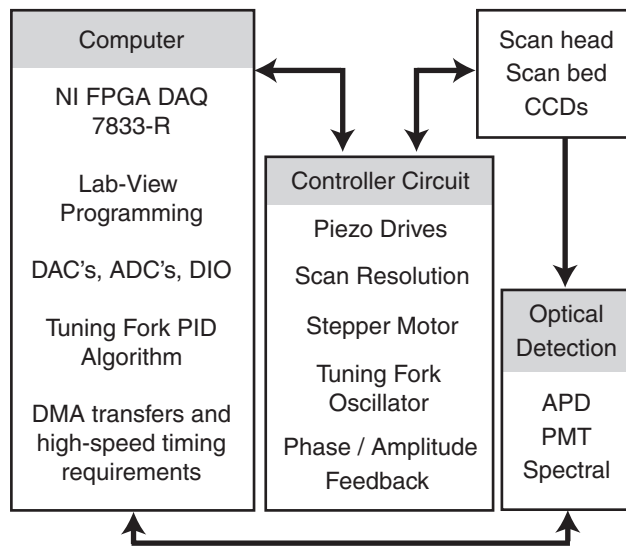 Computer
NI FPGA DAQ
7833-R
Lab-View
Programming
DAC's, ADC's, DIO
Tuning Fork PID
Algorithm
DMA transfers and
high-speed timing
requirements
Controller Circuit
Piezo Drives
Scan Resolution
Stepper Motor
Tuning Fork
Oscillator
Phase / Amplitude
Feedback
Scan head
Scan bed
CCDs
Optical
Detection
APD
PMT
Spectral